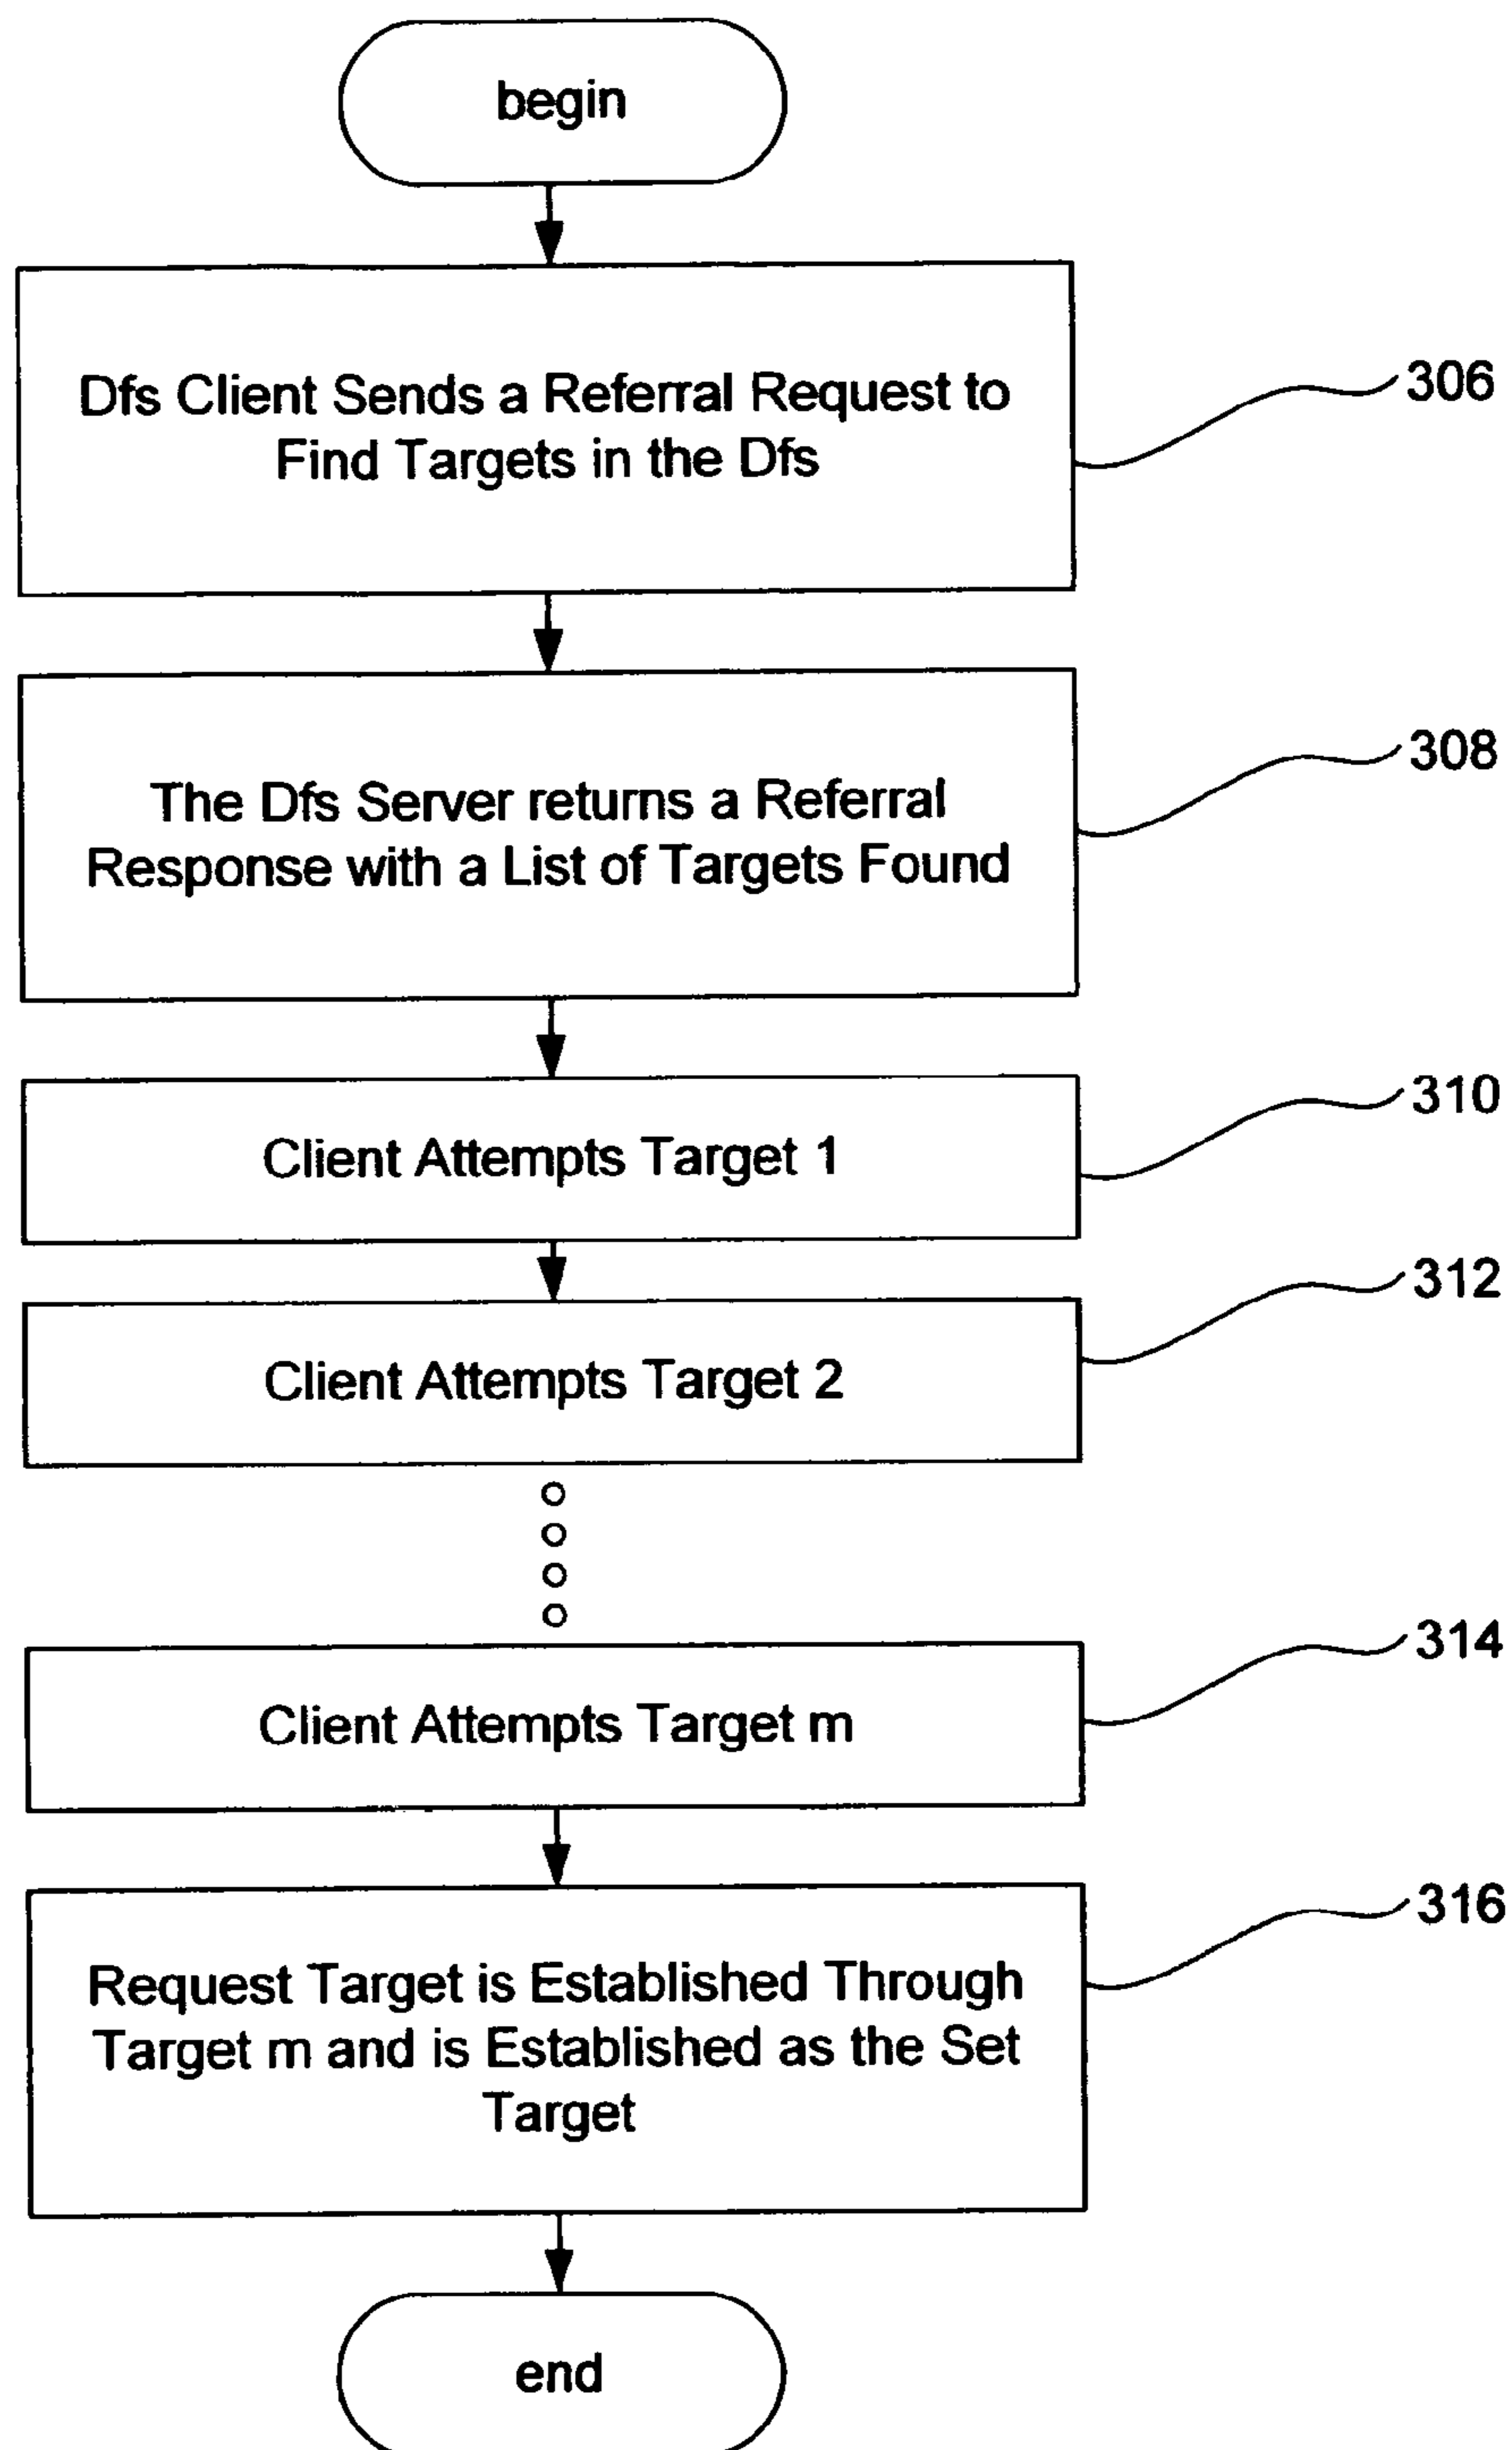 begin
Dfs Client Sends a Referral Request to
Find Targets in the Dfs
306
The Dfs Server returns a Referral
Response with a List of Targets Found
308
Client Attempts Target 1
310
Client Attempts Target 2
312
Client Attempts Target m
314
Request Target is Established Through
Target m and is Established as the Set
Target
316
end